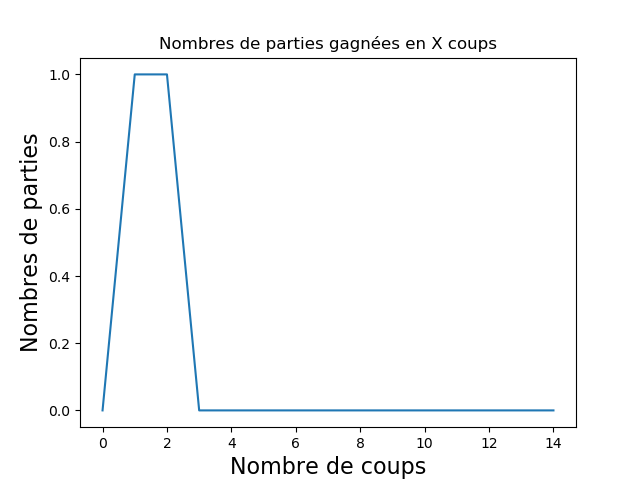 Nombres de parties gagnées en X coups
1.0
0.8
0.6
0.4
0.2
0.0
Nombres de parties
0 2 4 6 8 10 12 14
Nombre de coups